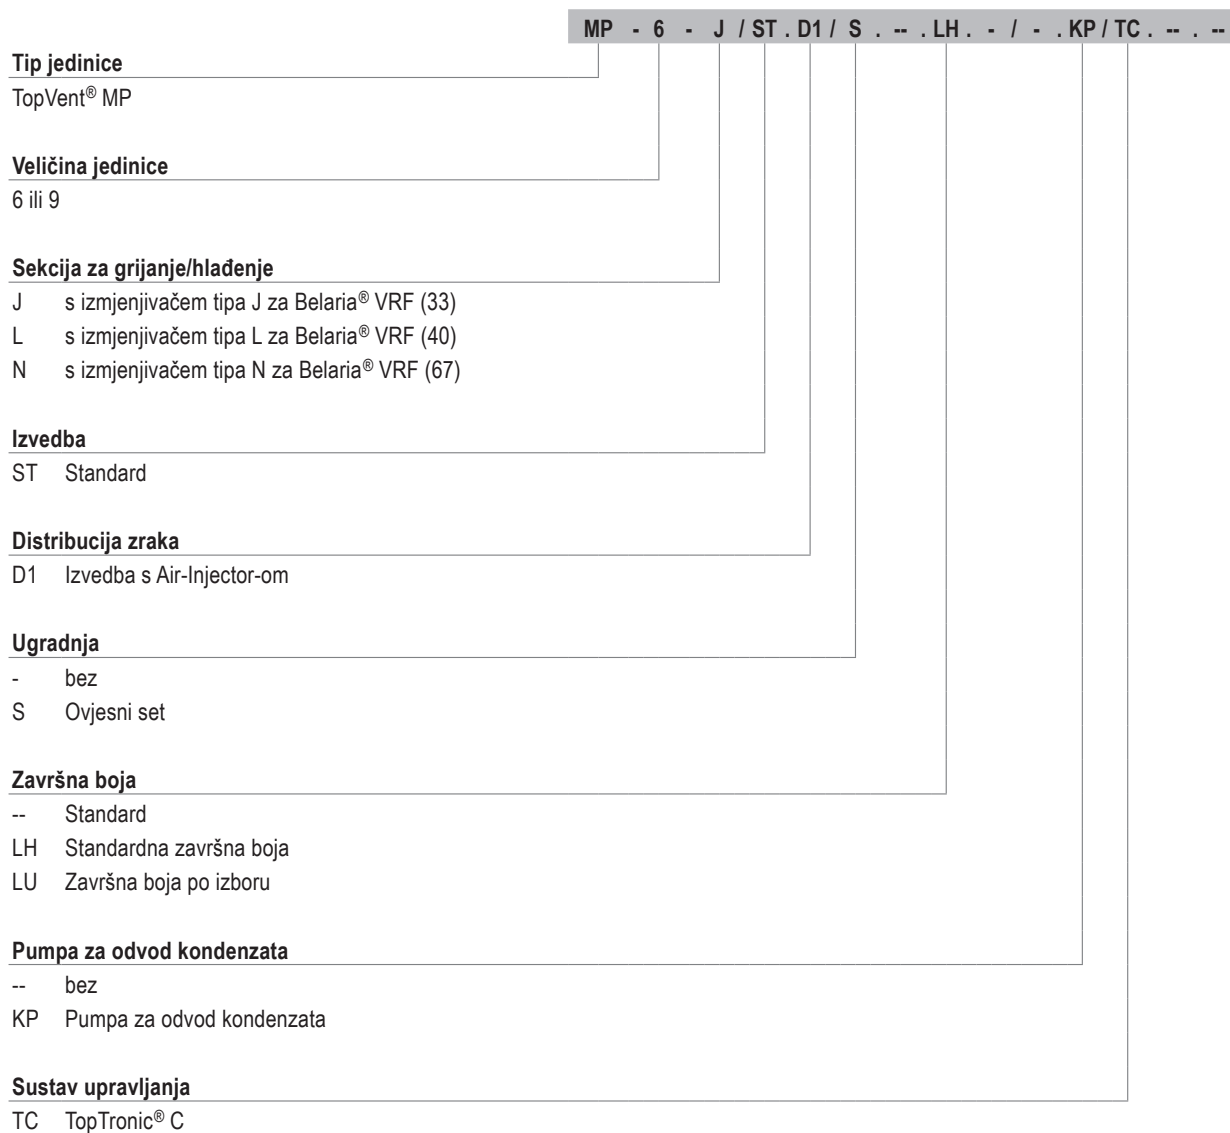 MP - 6 - J / ST . D1 / S . -- . LH . - / - . KP / TC . -- . --
Tip jedinice
TopVent® MP
Veličina jedinice
6 ili 9
Sekcija za grijanje/hlađenje
J s izmjenjivačem tipa J za Belaria® VRF (33)
L s izmjenjivačem tipa L za Belaria® VRF (40)
N s izmjenjivačem tipa N za Belaria® VRF (67)
Izvedba
ST Standard
Distribucija zraka
D1 Izvedba s Air-Injector-om
Ugradnja
- bez
S Ovjesni set
Završna boja
-- Standard
LH Standardna završna boja
LU Završna boja po izboru
Pumpa za odvod kondenzata
-- bez
KP Pumpa za odvod kondenzata
Sustav upravljanja
TC TopTronic® C